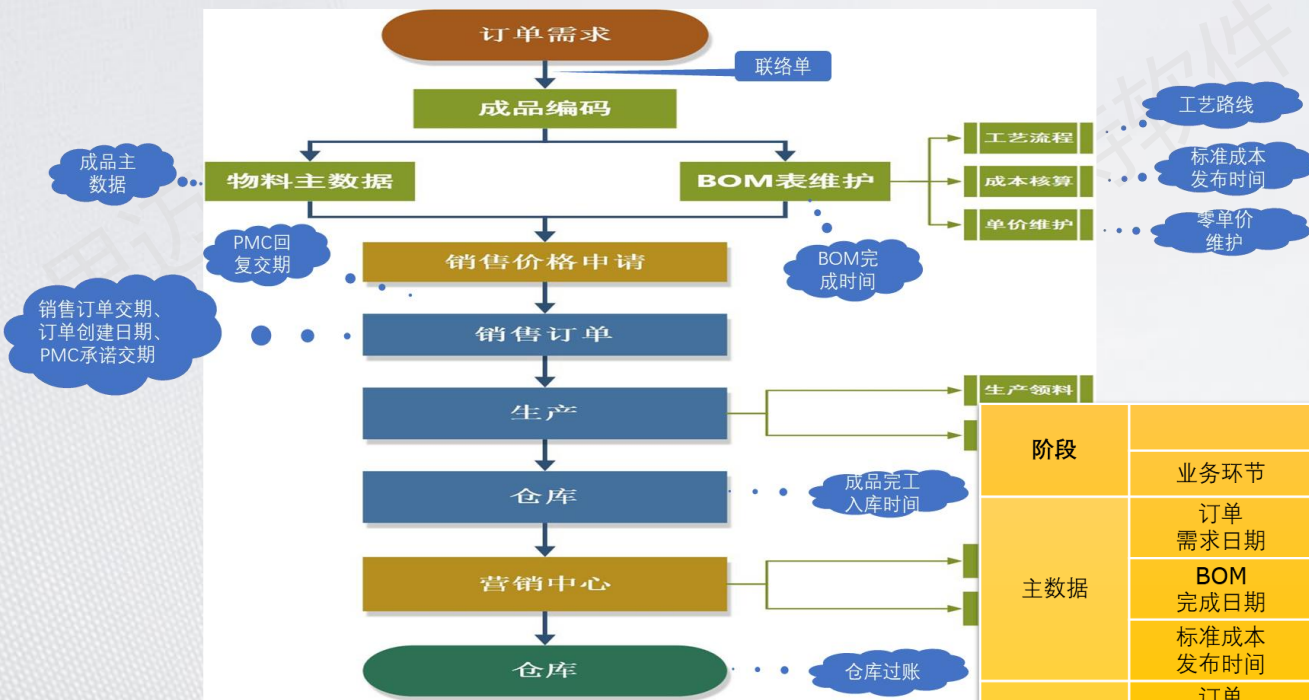 订单需求
联络单
成品编码
工艺路线
成品主
数据
物料主数据
BOM表维护
工艺流程
成本核算
单价维护
标准成本
发布时间
零单价
维护
PMC回
复交期
销售价格申请
BOM完
成时间
销售订单交期、
订单创建日期、
PMC承诺交期
销售订单
生产
生产领料
阶段
业务环节
仓库
成品完工
入库时间
订单
需求日期
营销中心
主数据
BOM
完成日期
标准成本
发布时间
仓库
仓库过账
订单